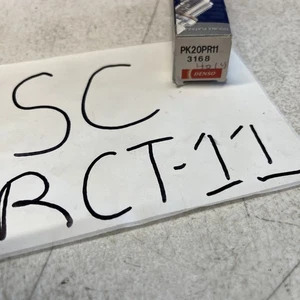 PK20PR11
3168
DENSO
SC
RCT-11